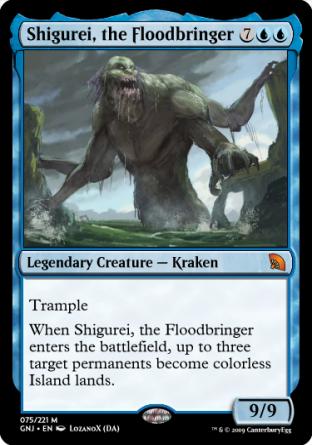 Shigurei, the Floodbringer 7
Legendary Creature — Kraken
Trample
When Shigurei, the Floodbringer
enters the battlefield, up to three
target permanents become colorless
Island lands.
9/9
075/221 M
GNJ • EN LozanoX (DA)
™ & © 2019 CanterburyEgg